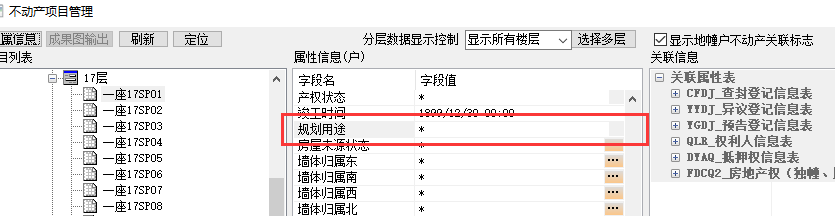 不动产项目管理
属信息 成果图输出 刷新 定位 分层数据显示控制 显示所有楼层 选择多层 显示地幢户不动产关联标志
目列表 属性信息(户) 关联信息
17层
一座17SP01
一座17SP02
一座17SP03
一座17SP04
一座17SP05
一座17SP06
一座17SP07
一座17SP08
字段名 字段值
产权状态 *
竣工时间 1899/12/30 00:00
规划用途 *
房屋来源状态 *
墙体归属东 *
墙体归属南 *
墙体归属西 *
墙体归属北 *
关联属性表
CFDJ_查封登记信息表
YYDJ_异议登记信息表
YGDJ_预告登记信息表
QLR_权利人信息表
DYAQ_抵押权信息表
FDCQ2_房地产权（独幢、